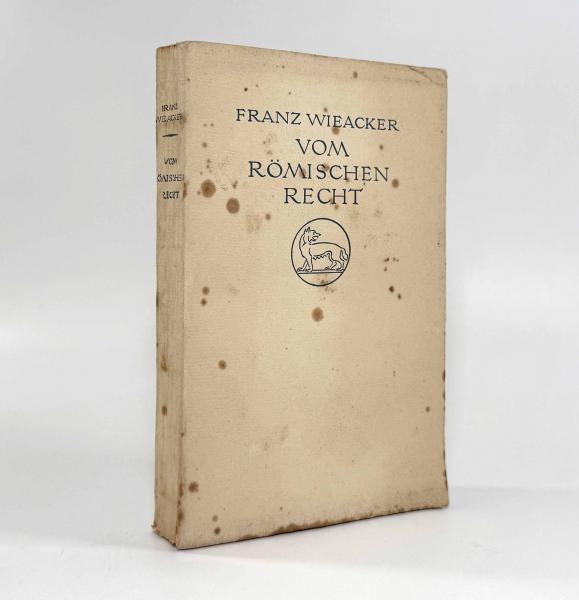 FRANZ WIEACKER
VOM
RÖMISCHEN
RECHT
FRANZ
WIEACKER
VOM
RÖMISCHEN
RECHT